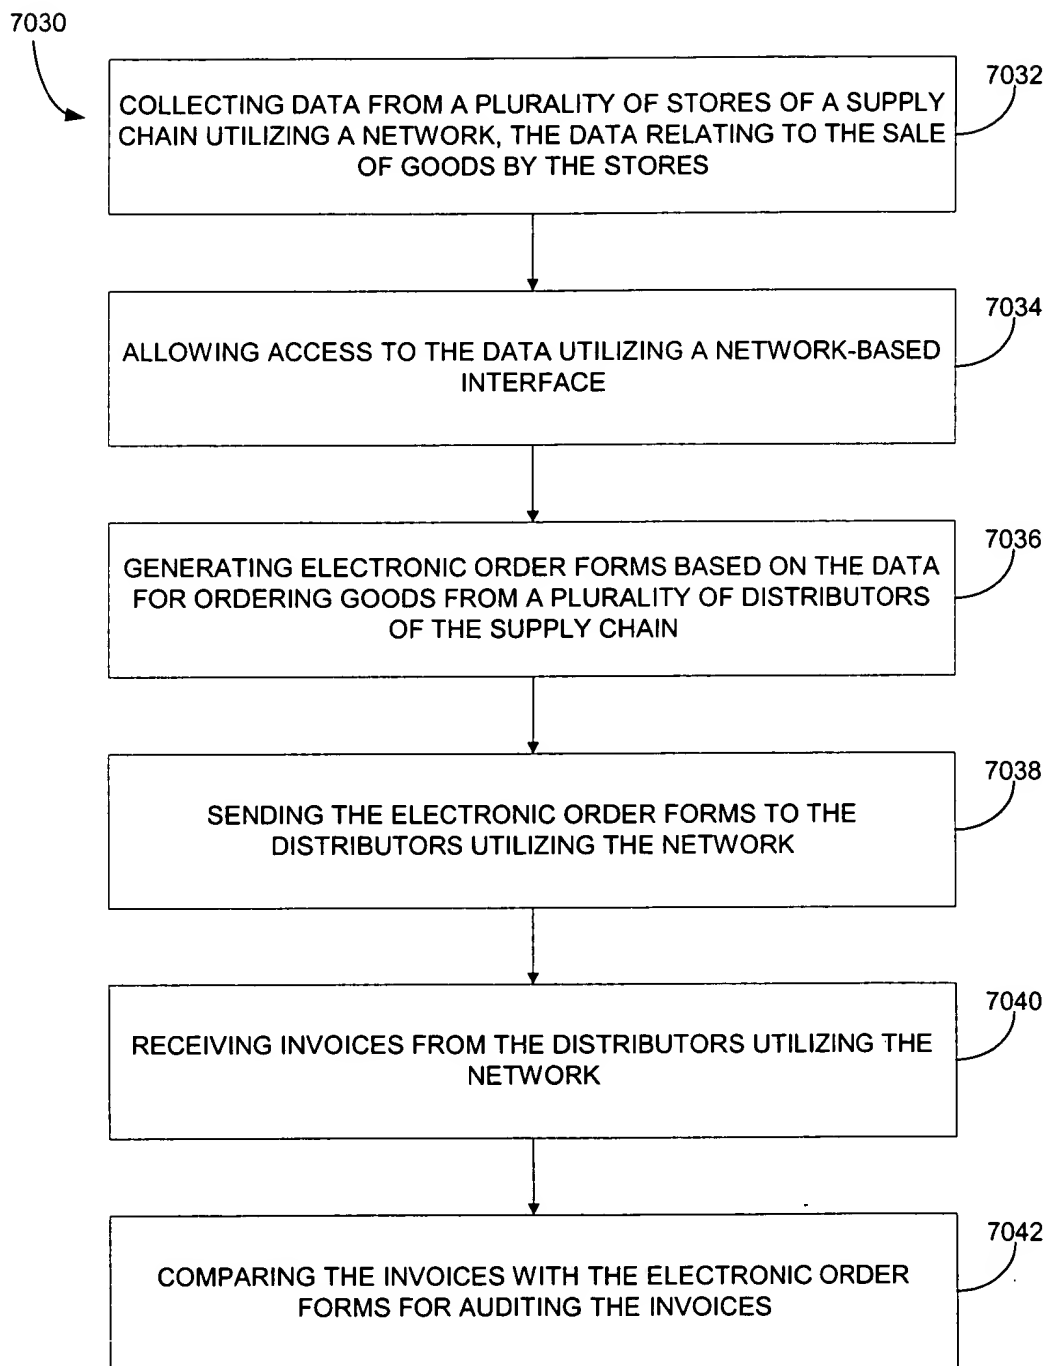 7030
7032
COLLECTING DATA FROM A PLURALITY OF STORES OF A SUPPLY
CHAIN UTILIZING A NETWORK, THE DATA RELATING TO THE SALE
OF GOODS BY THE STORES
7034
ALLOWING ACCESS TO THE DATA UTILIZING A NETWORK-BASED
INTERFACE
7036
GENERATING ELECTRONIC ORDER FORMS BASED ON THE DATA
FOR ORDERING GOODS FROM A PLURALITY OF DISTRIBUTORS
OF THE SUPPLY CHAIN
7038
SENDING THE ELECTRONIC ORDER FORMS TO THE
DISTRIBUTORS UTILIZING THE NETWORK
7040
RECEIVING INVOICES FROM THE DISTRIBUTORS UTILIZING THE
NETWORK
7042
COMPARING THE INVOICES WITH THE ELECTRONIC ORDER
FORMS FOR AUDITING THE INVOICES